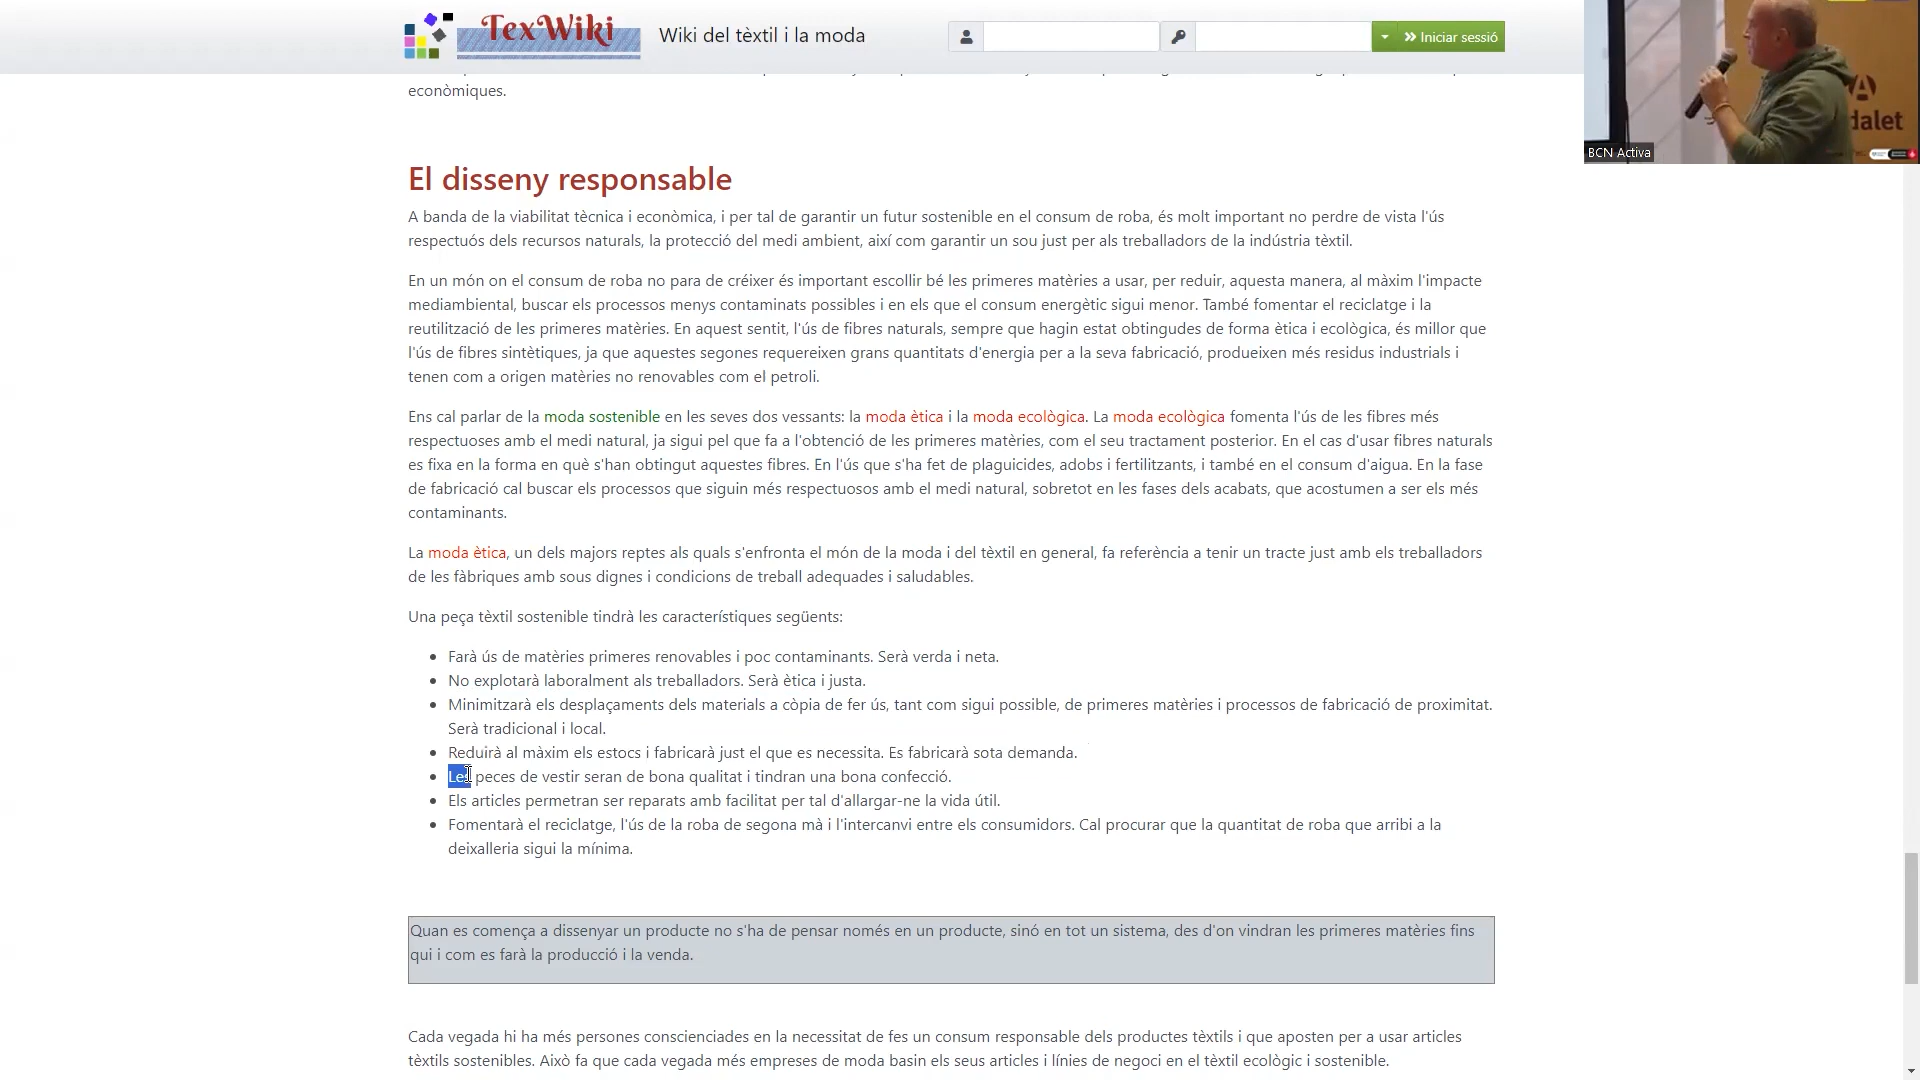 TexWiki
Wiki del tèxtil i la moda
Iniciar sessió
BCN Activa
dalet
econòmiques.
El disseny responsable
A banda de la viabilitat tècnica i econòmica, i per tal de garantir un futur sostenible en el consum de roba, és molt important no perdre de vista l'ús
respectuós dels recursos naturals, la protecció del medi ambient, així com garantir un sou just per als treballadors de la indústria tèxtil.
En un món on el consum de roba no para de créixer és important escollir bé les primeres matèries a usar, per reduir, aquesta manera, al màxim l'impacte
mediambiental, buscar els processos menys contaminats possibles i en els que el consum energètic sigui menor. També fomentar el reciclatge i la
reutilització de les primeres matèries. En aquest sentit, l'ús de fibres naturals, sempre que hagin estat obtingudes de forma ètica i ecològica, és millor que
l'ús de fibres sintètiques, ja que aquestes segones requereixen grans quantitats d'energia per a la seva fabricació, produeixen més residus industrials i
tenen com a origen matèries no renovables com el petroli.
Ens cal parlar de la moda sostenible en les seves dos vessants: la moda ètica i la moda ecològica. La moda ecològica fomenta l'ús de les fibres més
respectuoses amb el medi natural, ja sigui pel que fa a l'obtenció de les primeres matèries, com el seu tractament posterior. En el cas d'usar fibres naturals
es fixa en la forma en què s'han obtingut aquestes fibres. En l'ús que s'ha fet de plaguicides, adobs i fertilitzants, i també en el consum d'aigua. En la fase
de fabricació cal buscar els processos que siguin més respectuosos amb el medi natural, sobretot en les fases dels acabats, que acostumen a ser els més
contaminants.
La moda ètica, un dels majors reptes als quals s'enfronta el món de la moda i del tèxtil en general, fa referència a tenir un tracte just amb els treballadors
de les fàbriques amb sous dignes i condicions de treball adequades i saludables.
Una peça tèxtil sostenible tindrà les característiques següents:
Farà ús de matèries primeres renovables i poc contaminants. Serà verda i neta.
No explotarà laboralment als treballadors. Serà ètica i justa.
Minimitzarà els desplaçaments dels materials a còpia de fer ús, tant com sigui possible, de primeres matèries i processos de fabricació de proximitat.
Serà tradicional i local.
Reduirà al màxim els estocs i fabricarà just el que es necessita. Es fabricarà sota demanda.
Les peces de vestir seran de bona qualitat i tindran una bona confecció.
Els articles permetran ser reparats amb facilitat per tal d'allargar-ne la vida útil.
Fomentarà el reciclatge, l'ús de la roba de segona mà i l'intercanvi entre els consumidors. Cal procurar que la quantitat de roba que arribi a la
deixalleria sigui la mínima.
Quan es comença a dissenyar un producte no s'ha de pensar només en un producte, sinó en tot un sistema, des d'on vindran les primeres matèries fins
qui i com es farà la producció i la venda.
Cada vegada hi ha més persones conscienciades en la necessitat de fes un consum responsable dels productes tèxtils i que aposten per a usar articles
tèxtils sostenibles. Això fa que cada vegada més empreses de moda basin els seus articles i línies de negoci en el tèxtil ecològic i sostenible.